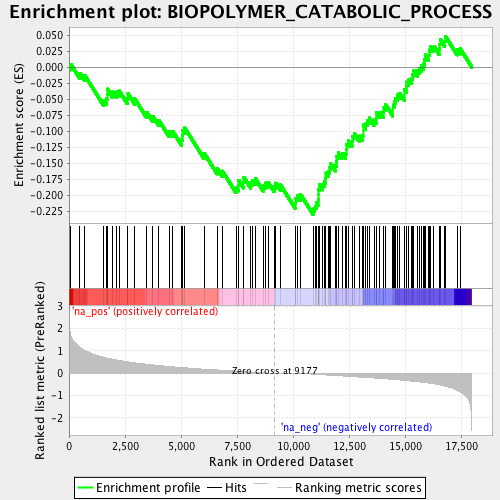 Enrichment plot: BIOPOLYMER_CATABOLIC_PROCESS
Enrichment score (ES)
0.050
0.025
0.000
-0.025
-0.050
-0.075
-0.100
-0.125
-0.150
-0.175
-0.200
-0.225
Ranked list metric (PreRanked)
3
2
1
0
-1
-2
'na_pos' (positively correlated)
Zero cross at 9177
'na_neg' (negatively correlated)
0
2,500
5,000
7,500
10,000
12,500
15,000
17,500
Rank in Ordered Dataset
Enrichment profile
Hits
Ranking metric scores